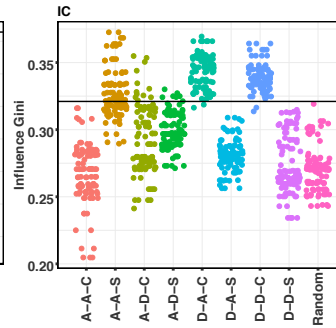 IC
Influence Gini
0.35
0.30
0.25
0.20
A−A−C
A−A−S
A−D−C
A−D−S
D−A−C
D−A−S
D−D−C
D−D−S
Random